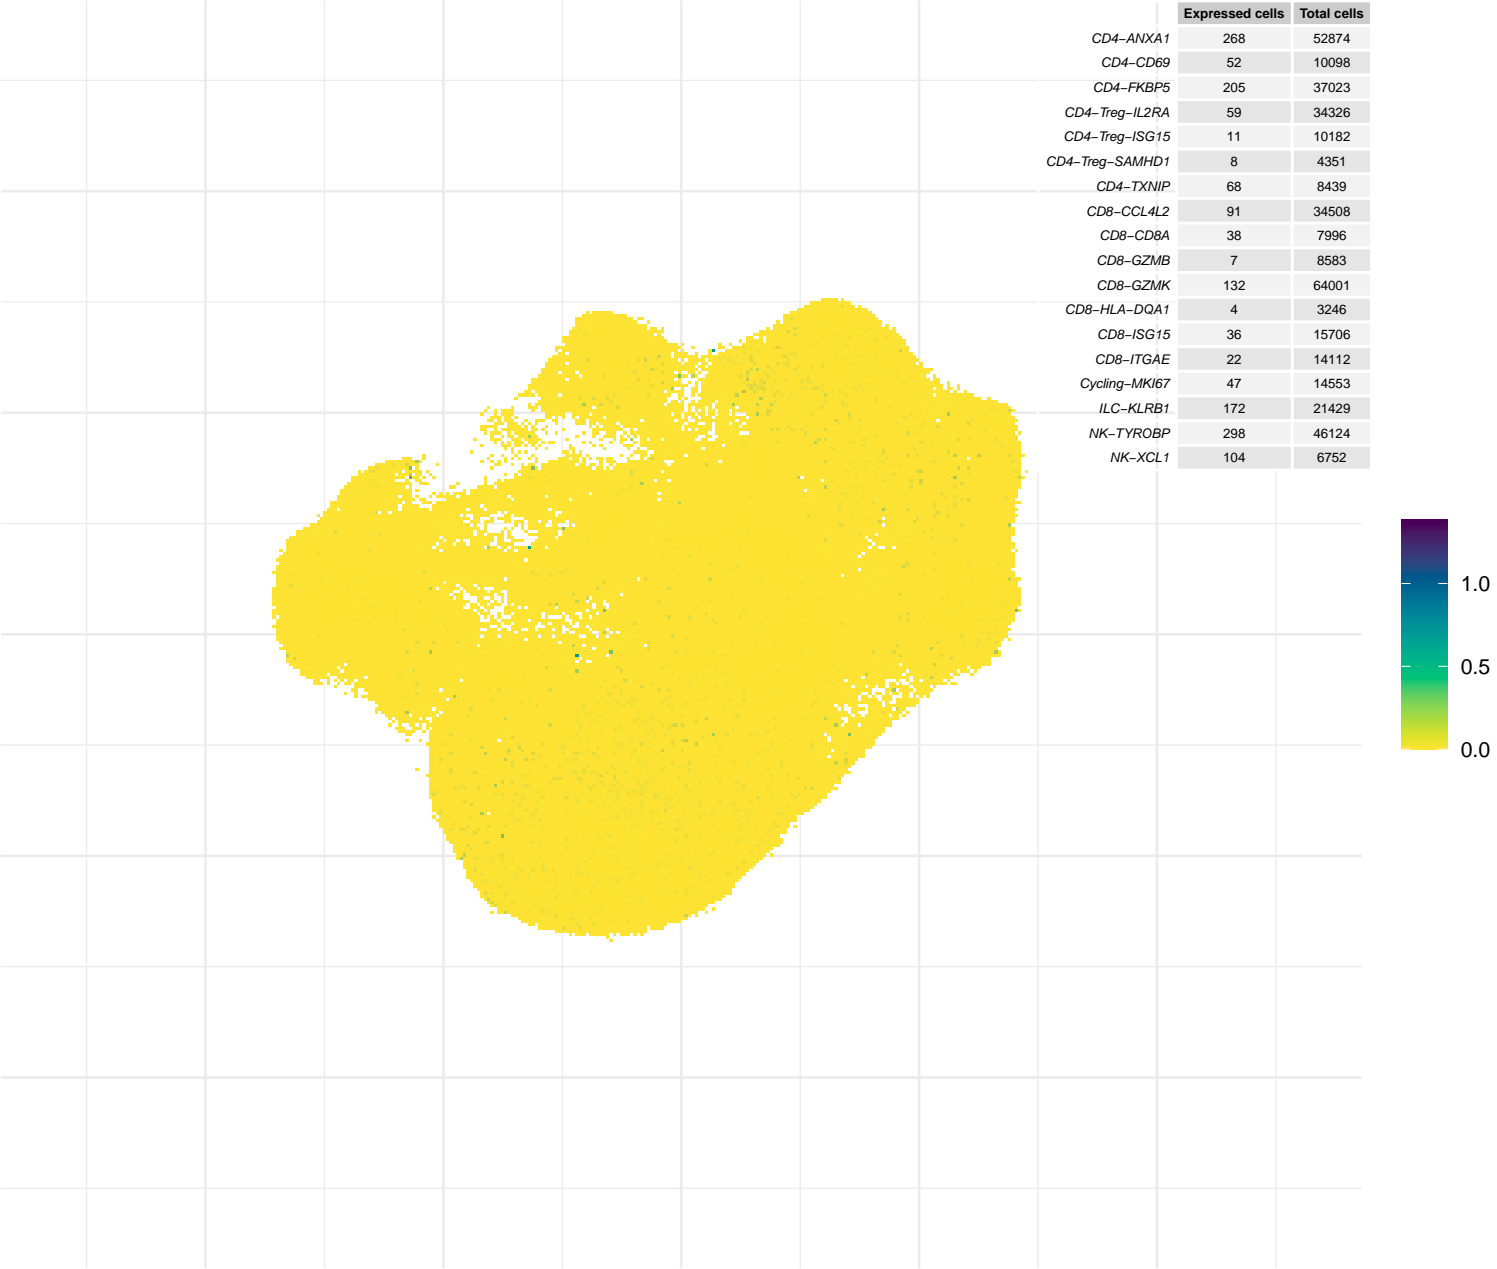 Expressed cells Total cells
CD4−ANXA1 268 52874
CD4−CD69 52 10098
CD4−FKBP5 205 37023
CD4−Treg−IL2RA 59 34326
CD4−Treg−ISG15 11 10182
CD4−Treg−SAMHD1 8 4351
CD4−TXNIP 68 8439
CD8−CCL4L2 91 34508
CD8−CD8A 38 7996
CD8−GZMB 7 8583
CD8−GZMK 132 64001
CD8−HLA−DQA1 4 3246
CD8−ISG15 36 15706
CD8−ITGAE 22 14112
Cycling−MKI67 47 14553
ILC−KLRB1 172 21429
NK−TYROBP 298 46124
NK−XCL1 104 6752
1.0
0.5
0.0